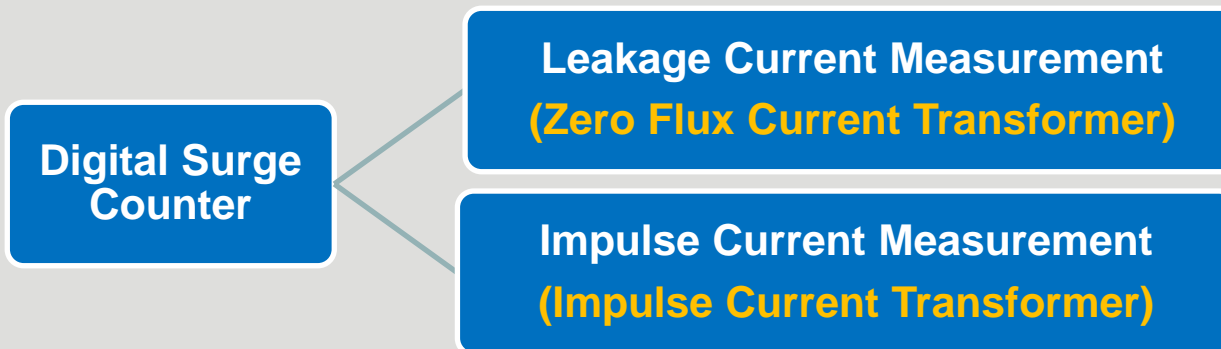 Digital Surge
Counter
Leakage Current Measurement
(Zero Flux Current Transformer)
Impulse Current Measurement
(Impulse Current Transformer)